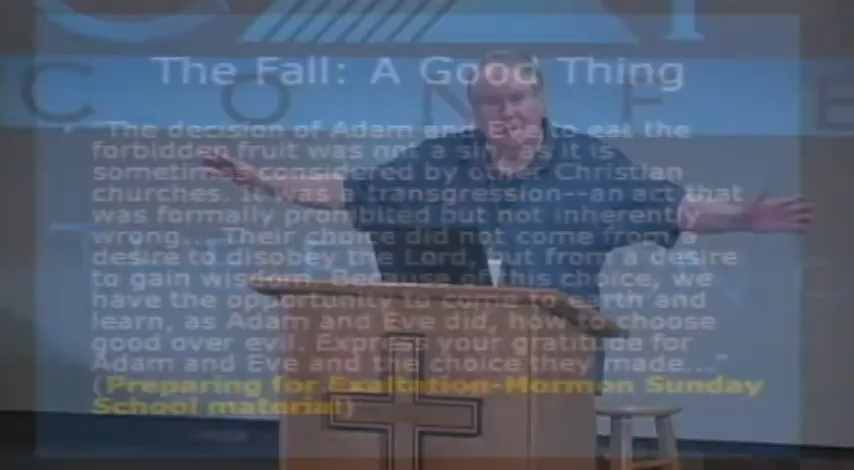 C O N F E
The Fall: A Good Thing
"The decision of Adam and Eve to eat the
forbidden fruit was not a sin, as it is
sometimes considered by other Christian
churches. It was a transgression--an act that
was formally prohibited but not inherently
wrong... Their choice did not come from a
desire to disobey the Lord, but from a desire
to gain wisdom. Because of this choice, we
have the opportunity to come to earth and
learn, as Adam and Eve did, how to choose
good over evil. Express your gratitude for
Adam and Eve and the choice they made..."
(Preparing for Exaltation-Mormon Sunday
School material)